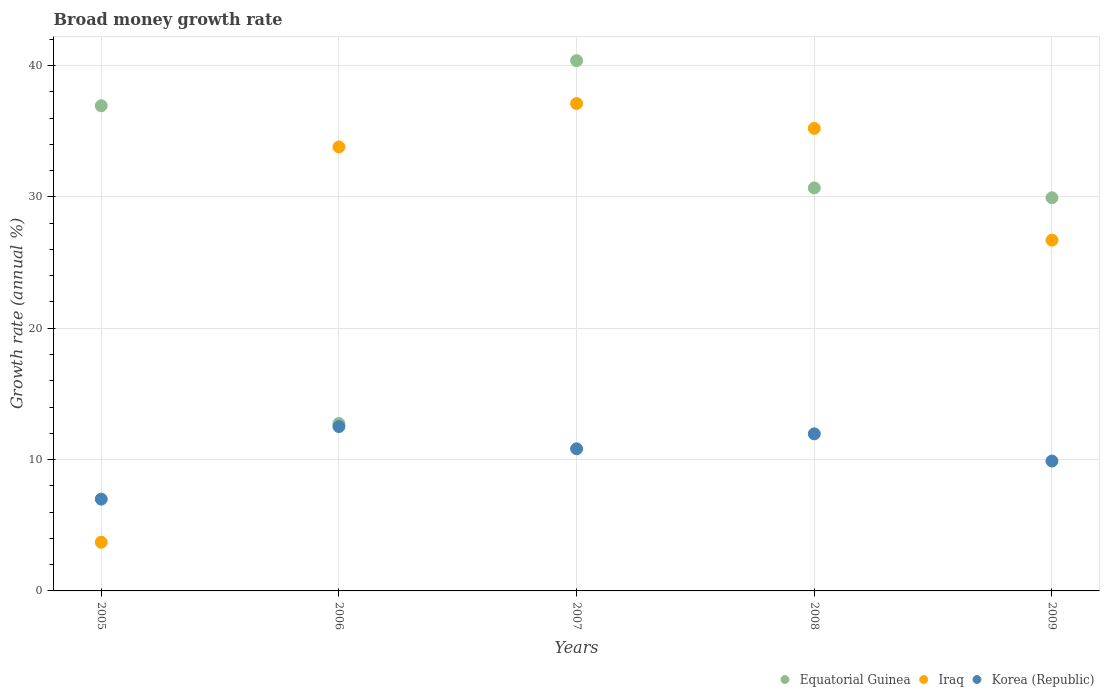 Broad money growth rate
Growth rate (annual %)
40
30
20
10
0
2005
2006
2007
2008
2009
Years
Equatorial Guinea
Iraq
Korea (Republic)